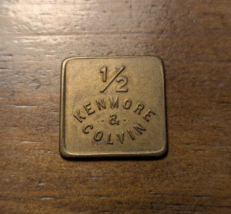 1/2
KENMORE
-&-
COLVIN